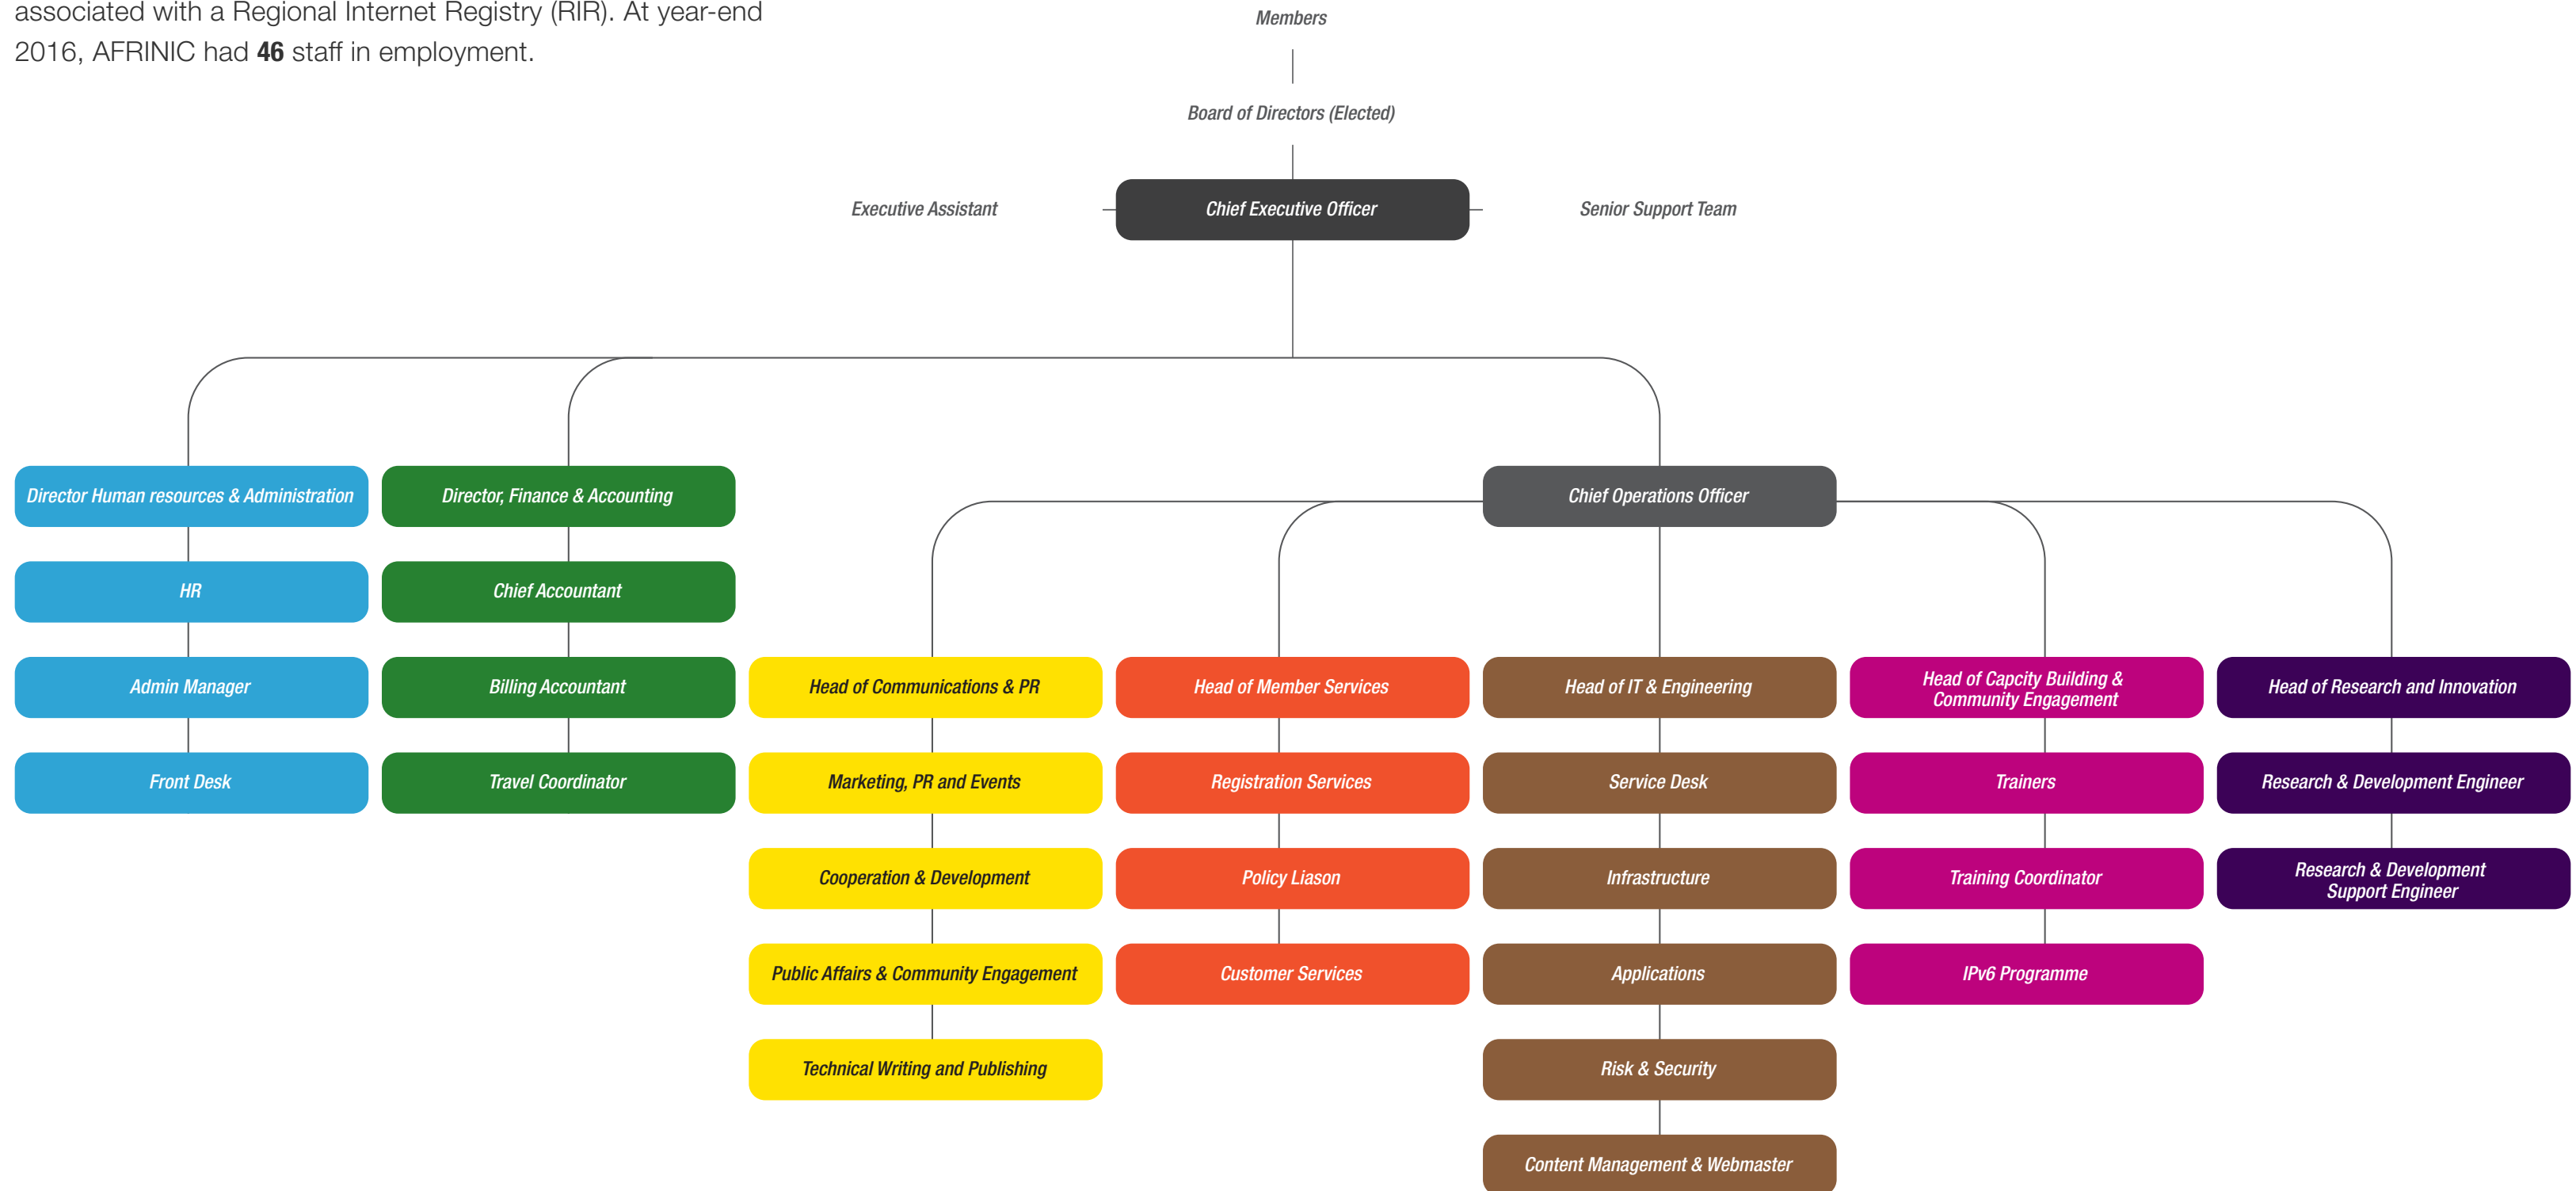 associated with a Regional Internet Registry (RIR). At year-end
2016, AFRINIC had 46 staff in employment.
Members
Board of Directors (Elected)
Executive Assistant
Chief Executive Officer
Senior Support Team
Director Human resources & Administration
Director, Finance & Accounting
Chief Operations Officer
HR
Chief Accountant
Admin Manager
Billing Accountant
Head of Communications & PR
Head of Member Services
Head of IT & Engineering
Head of Capcity Building &
Community Engagement
Head of Research and Innovation
Front Desk
Travel Coordinator
Marketing, PR and Events
Registration Services
Service Desk
Trainers
Research & Development Engineer
Cooperation & Development
Policy Liason
Infrastructure
Training Coordinator
Research & Development
Support Engineer
Public Affairs & Community Engagement
Customer Services
Applications
IPv6 Programme
Technical Writing and Publishing
Risk & Security
Content Management & Webmaster